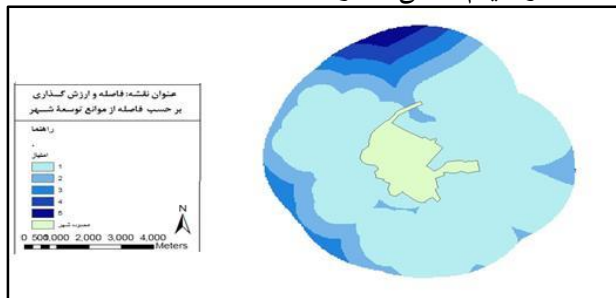 عنوان نقشه: فاصله و ارزش گذاری
بر حسب فاصله از موانع توسعۀ شهر
راهنما
امتیاز
1
2
3
4
5
محدوده شهر
N
0 500 1,000 2,000 3,000 4,000
Meters